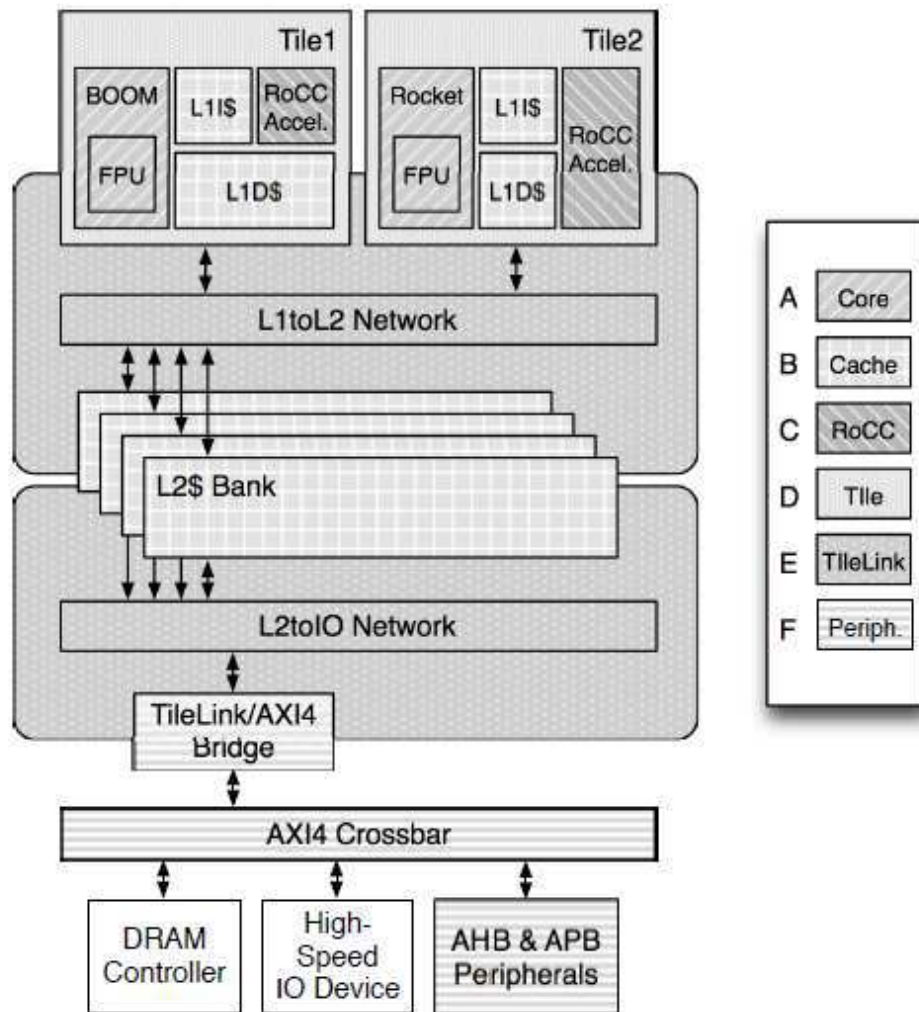 Tile1
BOOM
FPU
L1I$
RoCC
Accel.
L1D$
Tile2
Rocket
FPU
L1I$
L1D$
RoCC
Accel.
L1toL2 Network
L2$ Bank
L2toIO Network
TileLink/AXI4
Bridge
AXI4 Crossbar
DRAM
Controller
High-
Speed
IO Device
AHB & APB
Peripherals
A Core
B Cache
C RoCC
D TIle
E TIleLink
F Periph.